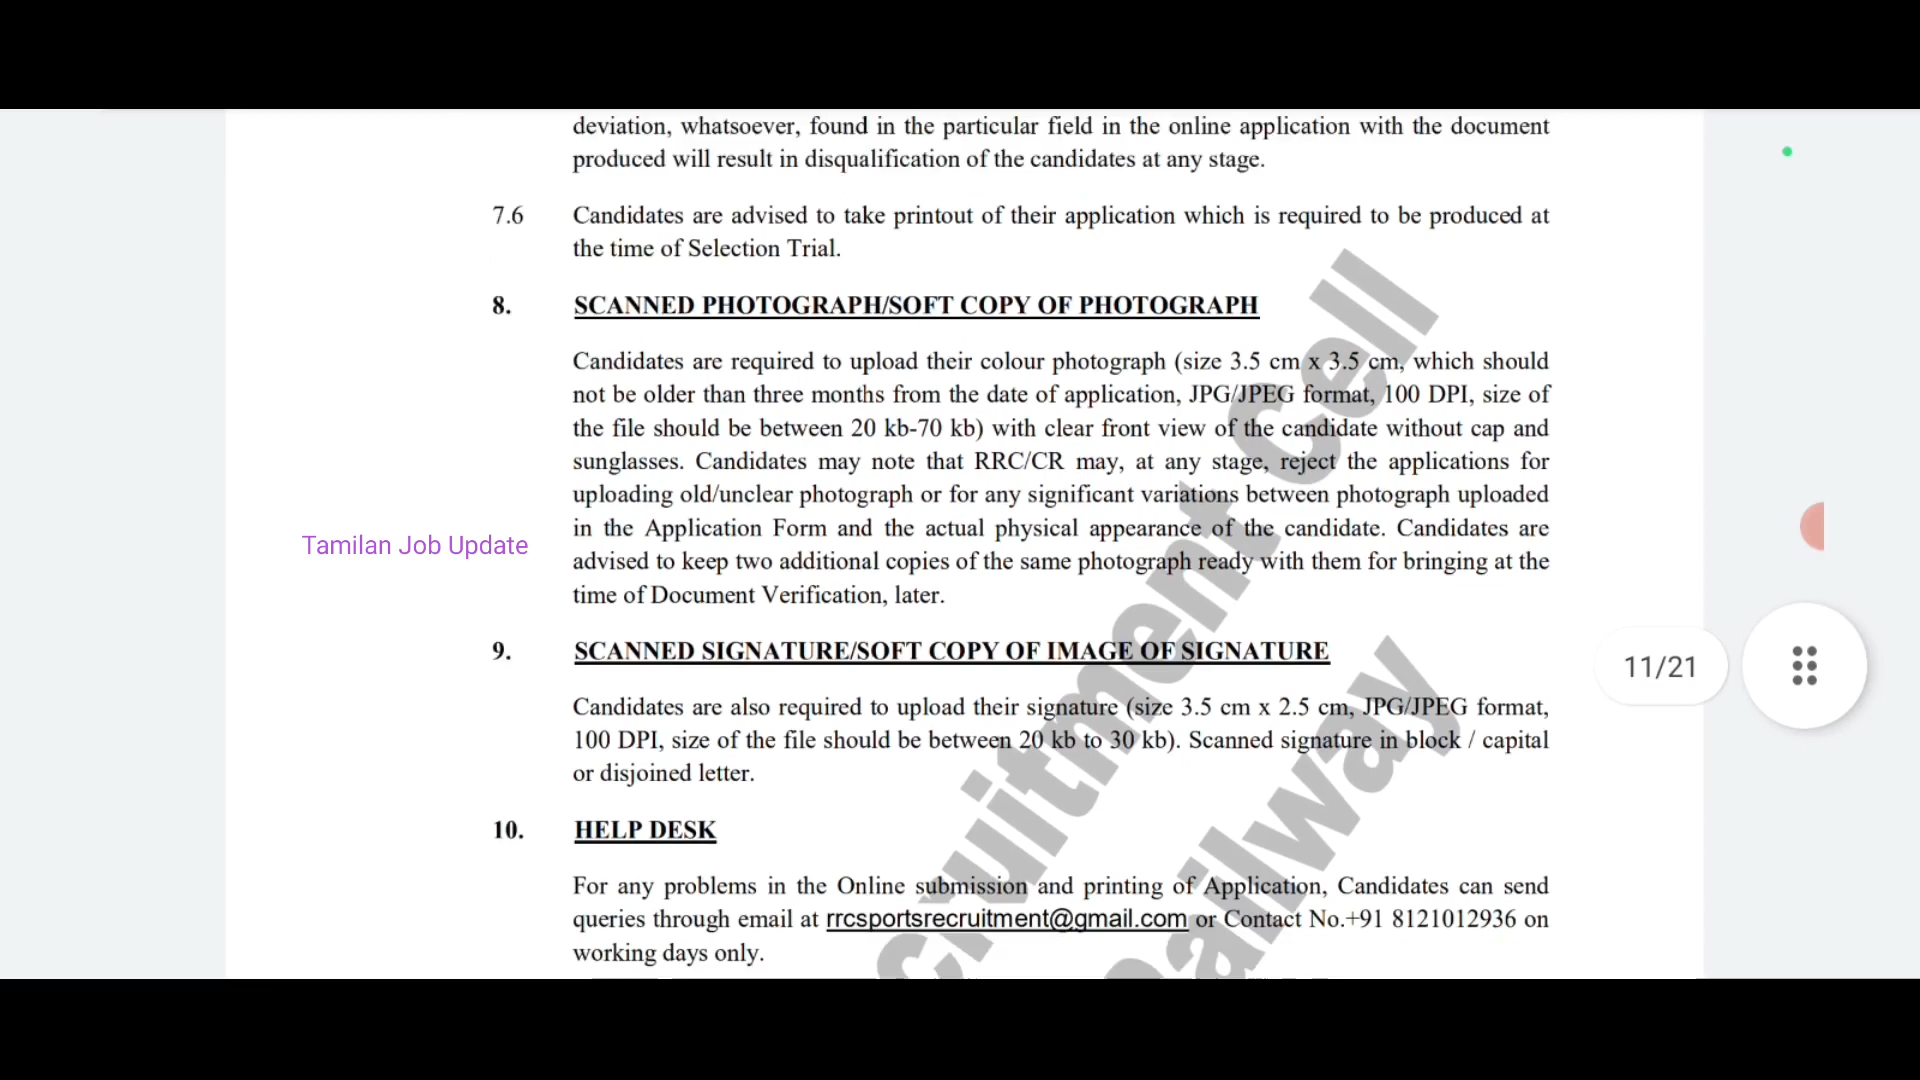 deviation, whatsoever, found in the particular field in the online application with the document
produced will result in disqualification of the candidates at any stage.
7.6 Candidates are advised to take printout of their application which is required to be produced at
the time of Selection Trial.
8. SCANNED PHOTOGRAPH/SOFT COPY OF PHOTOGRAPH
Candidates are required to upload their colour photograph (size 3.5 cm x 3.5 cm, which should
not be older than three months from the date of application, JPG/JPEG format, 100 DPI, size of
the file should be between 20 kb-70 kb) with clear front view of the candidate without cap and
sunglasses. Candidates may note that RRC/CR may, at any stage, reject the applications for
uploading old/unclear photograph or for any significant variations between photograph uploaded
in the Application Form and the actual physical appearance of the candidate. Candidates are
advised to keep two additional copies of the same photograph ready with them for bringing at the
time of Document Verification, later.
Tamilan Job Update
9. SCANNED SIGNATURE/SOFT COPY OF IMAGE OF SIGNATURE
Candidates are also required to upload their signature (size 3.5 cm x 2.5 cm, JPG/JPEG format,
100 DPI, size of the file should be between 20 kb to 30 kb). Scanned signature in block / capital
or disjoined letter.
11/21
10. HELP DESK
For any problems in the Online submission and printing of Application, Candidates can send
queries through email at rrcsportsrecruitment@gmail.com or Contact No.+91 8121012936 on
working days only.
cruitment Cell
Railway